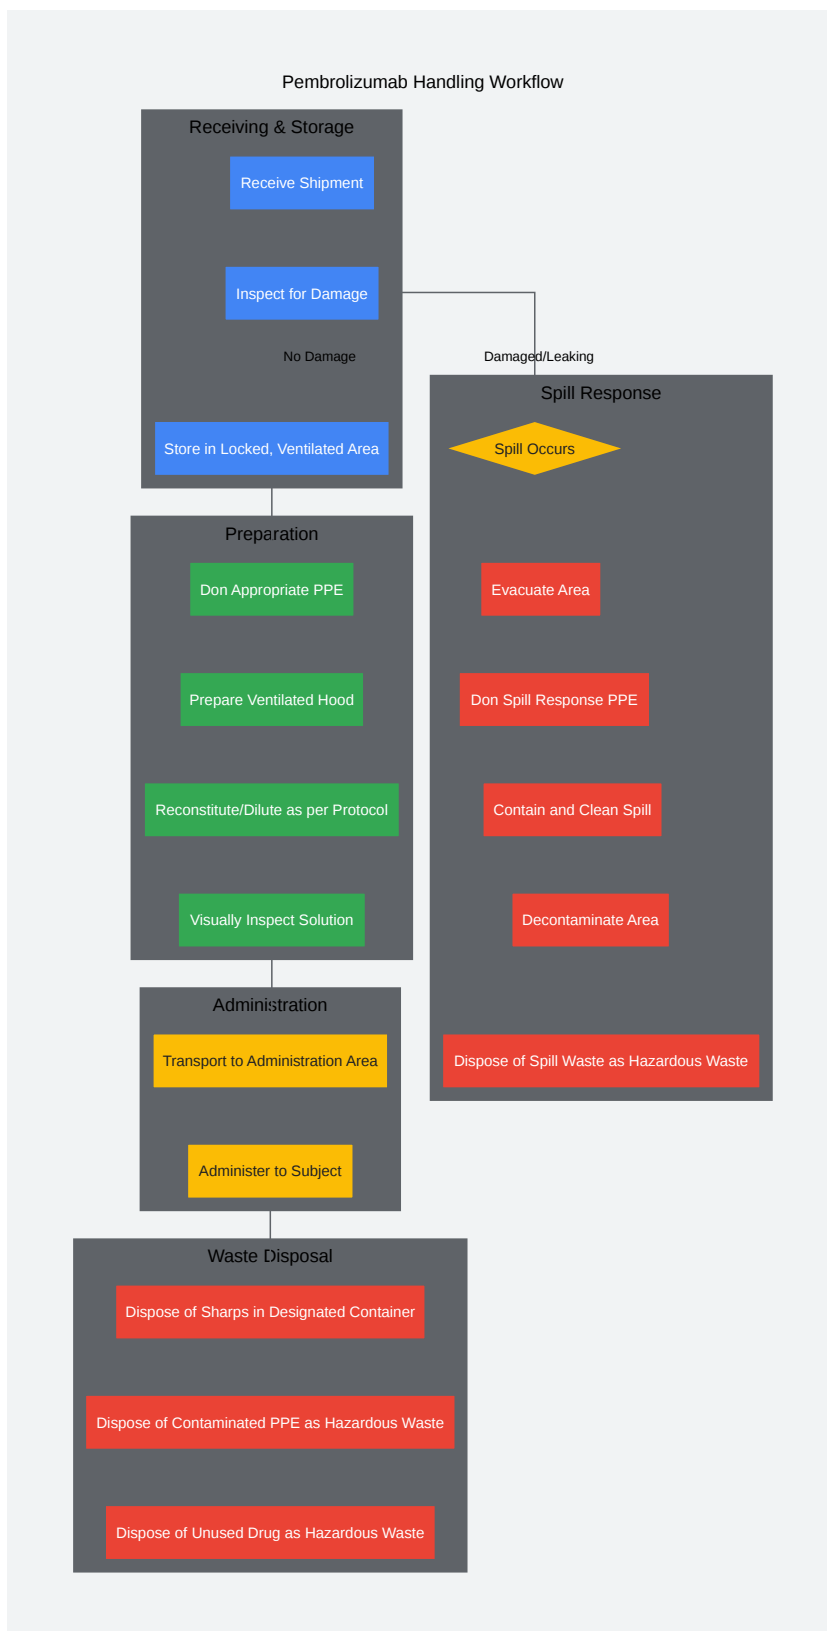 Pembrolizumab Handling Workflow
Receiving & Storage
Receive Shipment
Inspect for Damage
No Damage
Damaged/Leaking
Store in Locked, Ventilated Area
Spill Response
Spill Occurs
Evacuate Area
Don Spill Response PPE
Contain and Clean Spill
Decontaminate Area
Dispose of Spill Waste as Hazardous Waste
Preparation
Don Appropriate PPE
Prepare Ventilated Hood
Reconstitute/Dilute as per Protocol
Visually Inspect Solution
Administration
Transport to Administration Area
Administer to Subject
Waste Disposal
Dispose of Sharps in Designated Container
Dispose of Contaminated PPE as Hazardous Waste
Dispose of Unused Drug as Hazardous Waste